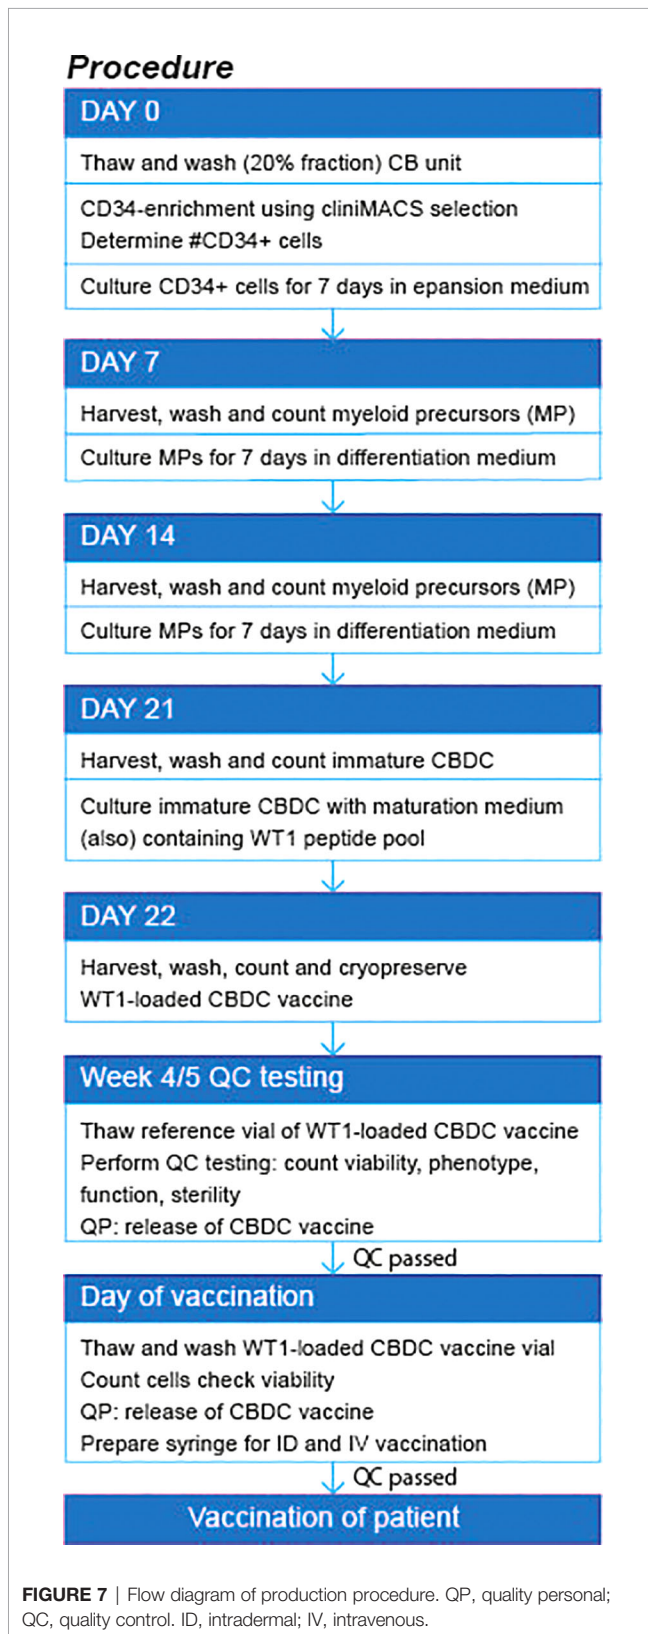 Procedure
DAY 0
Thaw and wash (20% fraction) CB unit
CD34-enrichment using cliniMACS selection
Determine #CD34+ cells
Culture CD34+ cells for 7 days in epansion medium
DAY 7
Harvest, wash and count myeloid precursors (MP)
Culture MPs for 7 days in differentiation medium
DAY 14
Harvest, wash and count myeloid precursors (MP)
Culture MPs for 7 days in differentiation medium
DAY 21
Harvest, wash and count immature CBDC
Culture immature CBDC with maturation medium
(also) containing WT1 peptide pool
DAY 22
Harvest, wash, count and cryopreserve
WT1-loaded CBDC vaccine
Week 4/5 QC testing
Thaw reference vial of WT1-loaded CBDC vaccine
Perform QC testing: count viability, phenotype,
function, sterility
QP: release of CBDC vaccine
QC passed
Day of vaccination
Thaw and wash WT1-loaded CBDC vaccine vial
Count cells check viability
QP: release of CBDC vaccine
Prepare syringe for ID and IV vaccination
QC passed
Vaccination of patient
FIGURE 7 | Flow diagram of production procedure. QP, quality personal;
QC, quality control. ID, intradermal; IV, intravenous.